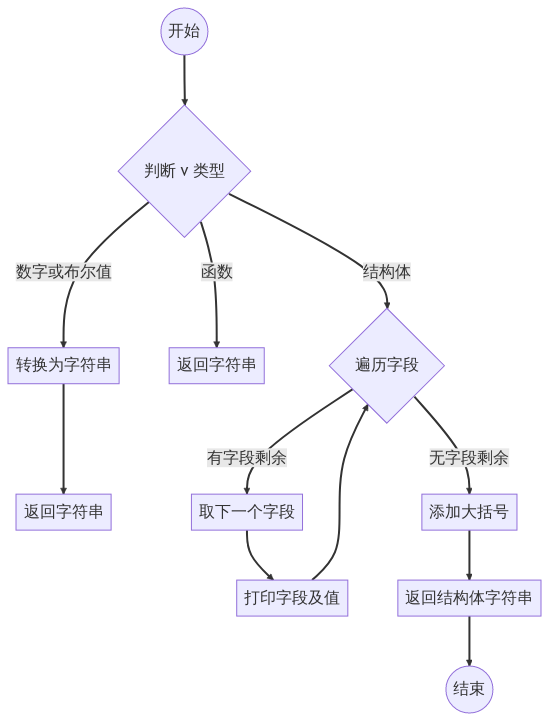 开始
判断 v 类型
数字或布尔值
函数
结构体
转换为字符串
返回字符串
遍历字段
有字段剩余
无字段剩余
返回字符串
取下一个字段
添加大括号
打印字段及值
返回结构体字符串
结束